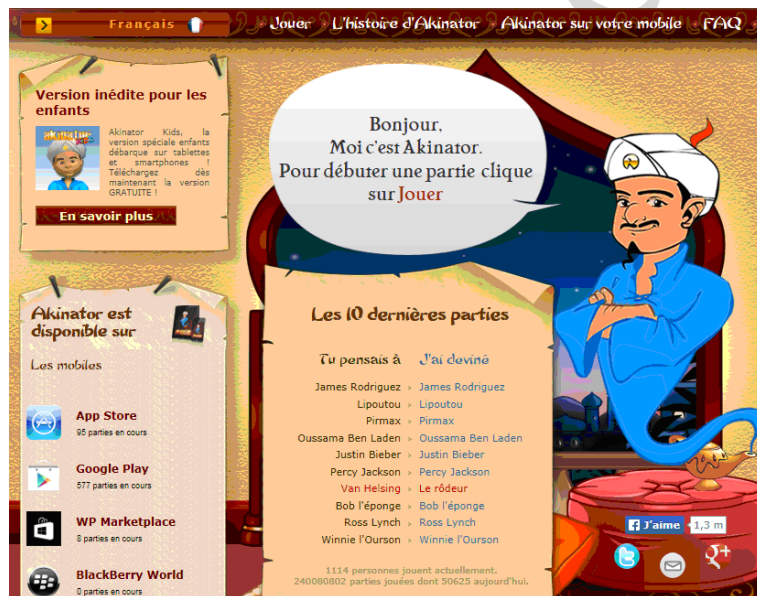 Français
Jouer
L'histoire d'Akinator
Akinator sur votre mobile
FAQ
Version inédite pour les
enfants
akinator
Akinator Kids, la
version spéciale enfants
débarque sur tablettes
et smartphones !
Téléchargez dès
maintenant la version
GRATUITE !
En savoir plus
Bonjour,
Moi c'est Akinator.
Pour débuter une partie clique
sur Jouer
Akinator est
disponible sur
Les mobiles
App Store
95 parties en cours
Google Play
577 parties en cours
WP Marketplace
8 parties en cours
BlackBerry World
0 parties en cours
Les 10 dernières parties
Tu pensais à J'ai deviné
James Rodriguez > James Rodriguez
Lipoutou > Lipoutou
Pirmax > Pirmax
Oussama Ben Laden > Oussama Ben Laden
Justin Bieber > Justin Bieber
Percy Jackson > Percy Jackson
Van Helsing > Le rôdeur
Bob l'éponge > Bob l'éponge
Ross Lynch > Ross Lynch
Winnie l'Ourson > Winnie l'Ourson
1114 personnes jouent actuellement.
240080802 parties jouées dont 50625 aujourd'hui.
J'aime 1,3 m